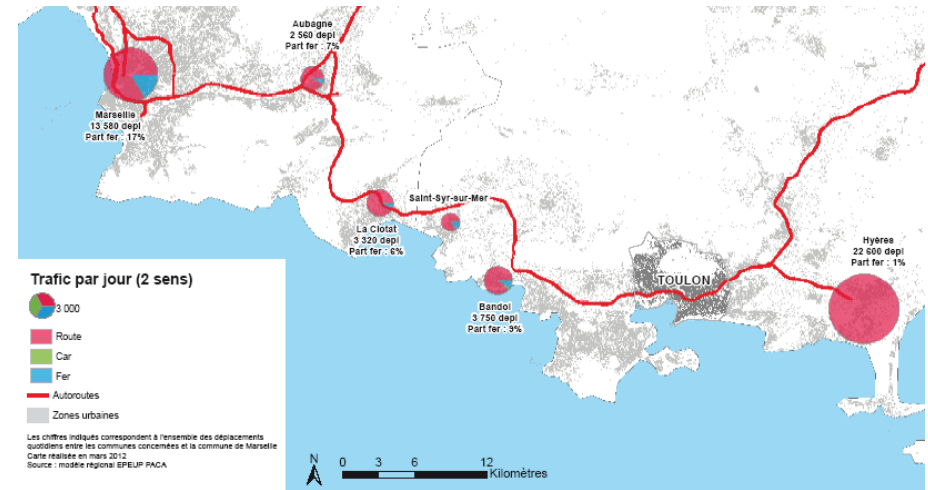 Aubagne
2 560 depl
Part fer : 7%
Marseille
13 580 depl
Part fer : 17%
Saint-Syr-sur-Mer
La Ciotat
3 320 depl
Part fer : 6%
Hyères
22 600 depl
Part fer : 1%
TOULON
Bandol
3 750 depl
Part fer : 9%
Trafic par jour (2 sens)
3 000
Route
Car
Fer
Autoroutes
Zones urbaines
Les chiffres indiqués correspondent à l'ensemble des déplacements
quotidiens entre les communes concernées et la commune de Marseille
Carte réalisée en mars 2012
Source : modèle régional EPEUP PACA
N
0 3 6 12
Kilomètres